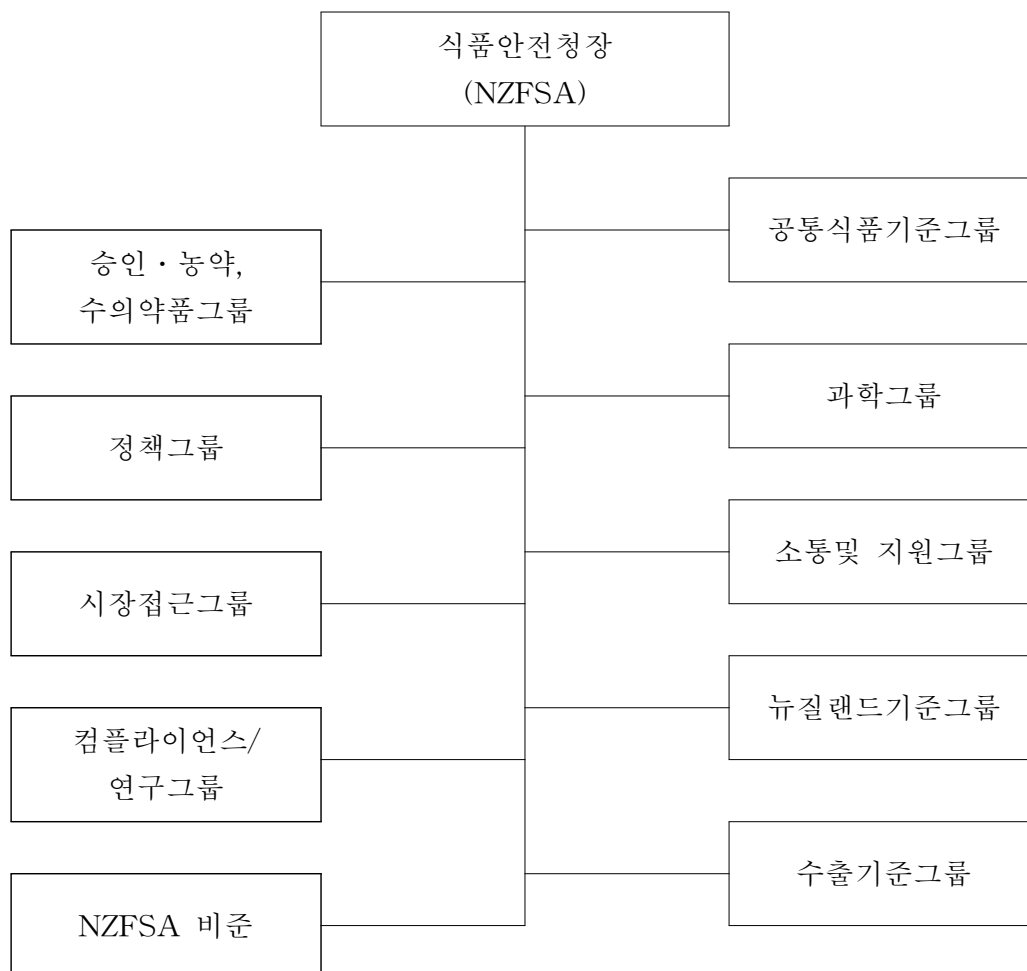 식품안전청장
(NZFSA)
공통식품기준그룹
승인 · 농약,
수의약품그룹
과학그룹
정책그룹
소통및 지원그룹
시장접근그룹
뉴질랜드기준그룹
컴플라이언스/
연구그룹
수출기준그룹
NZFSA 비준